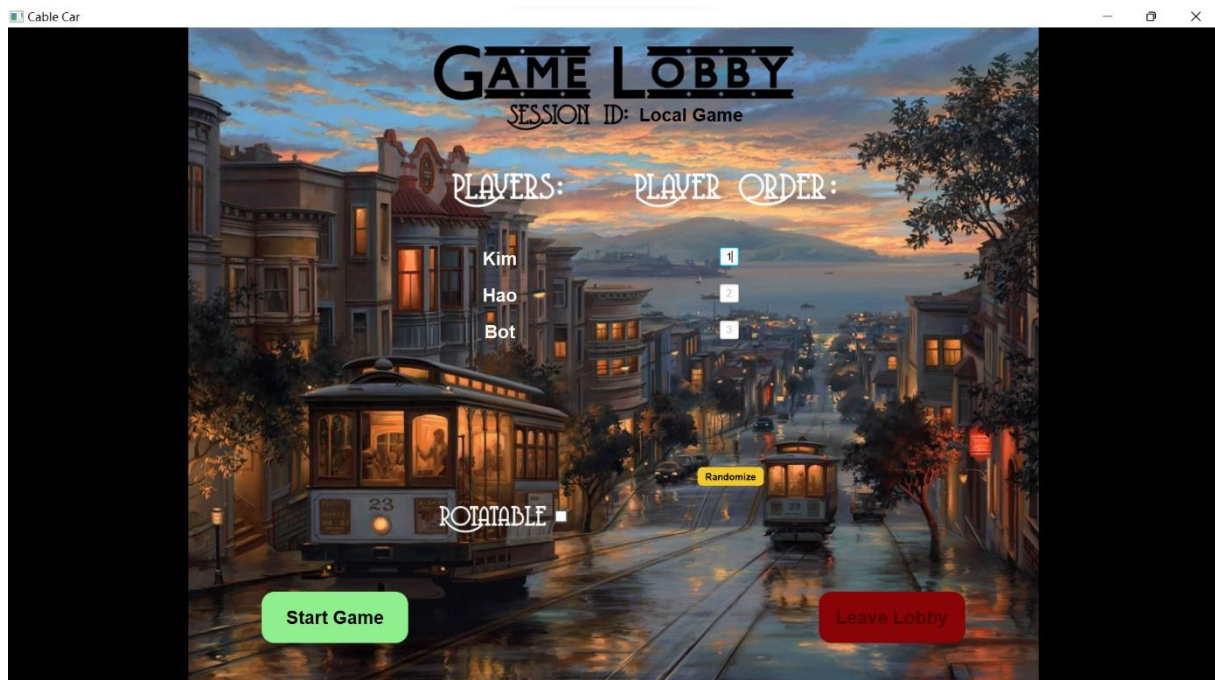 Cable Car
GAME LOBBY
SESSION ID: Local Game
PLAYERS: PLAYER ORDER:
Kim 1
Hao 2
Bot 3
Randomize
23
ROTATABLE
Start Game
Leave Lobby